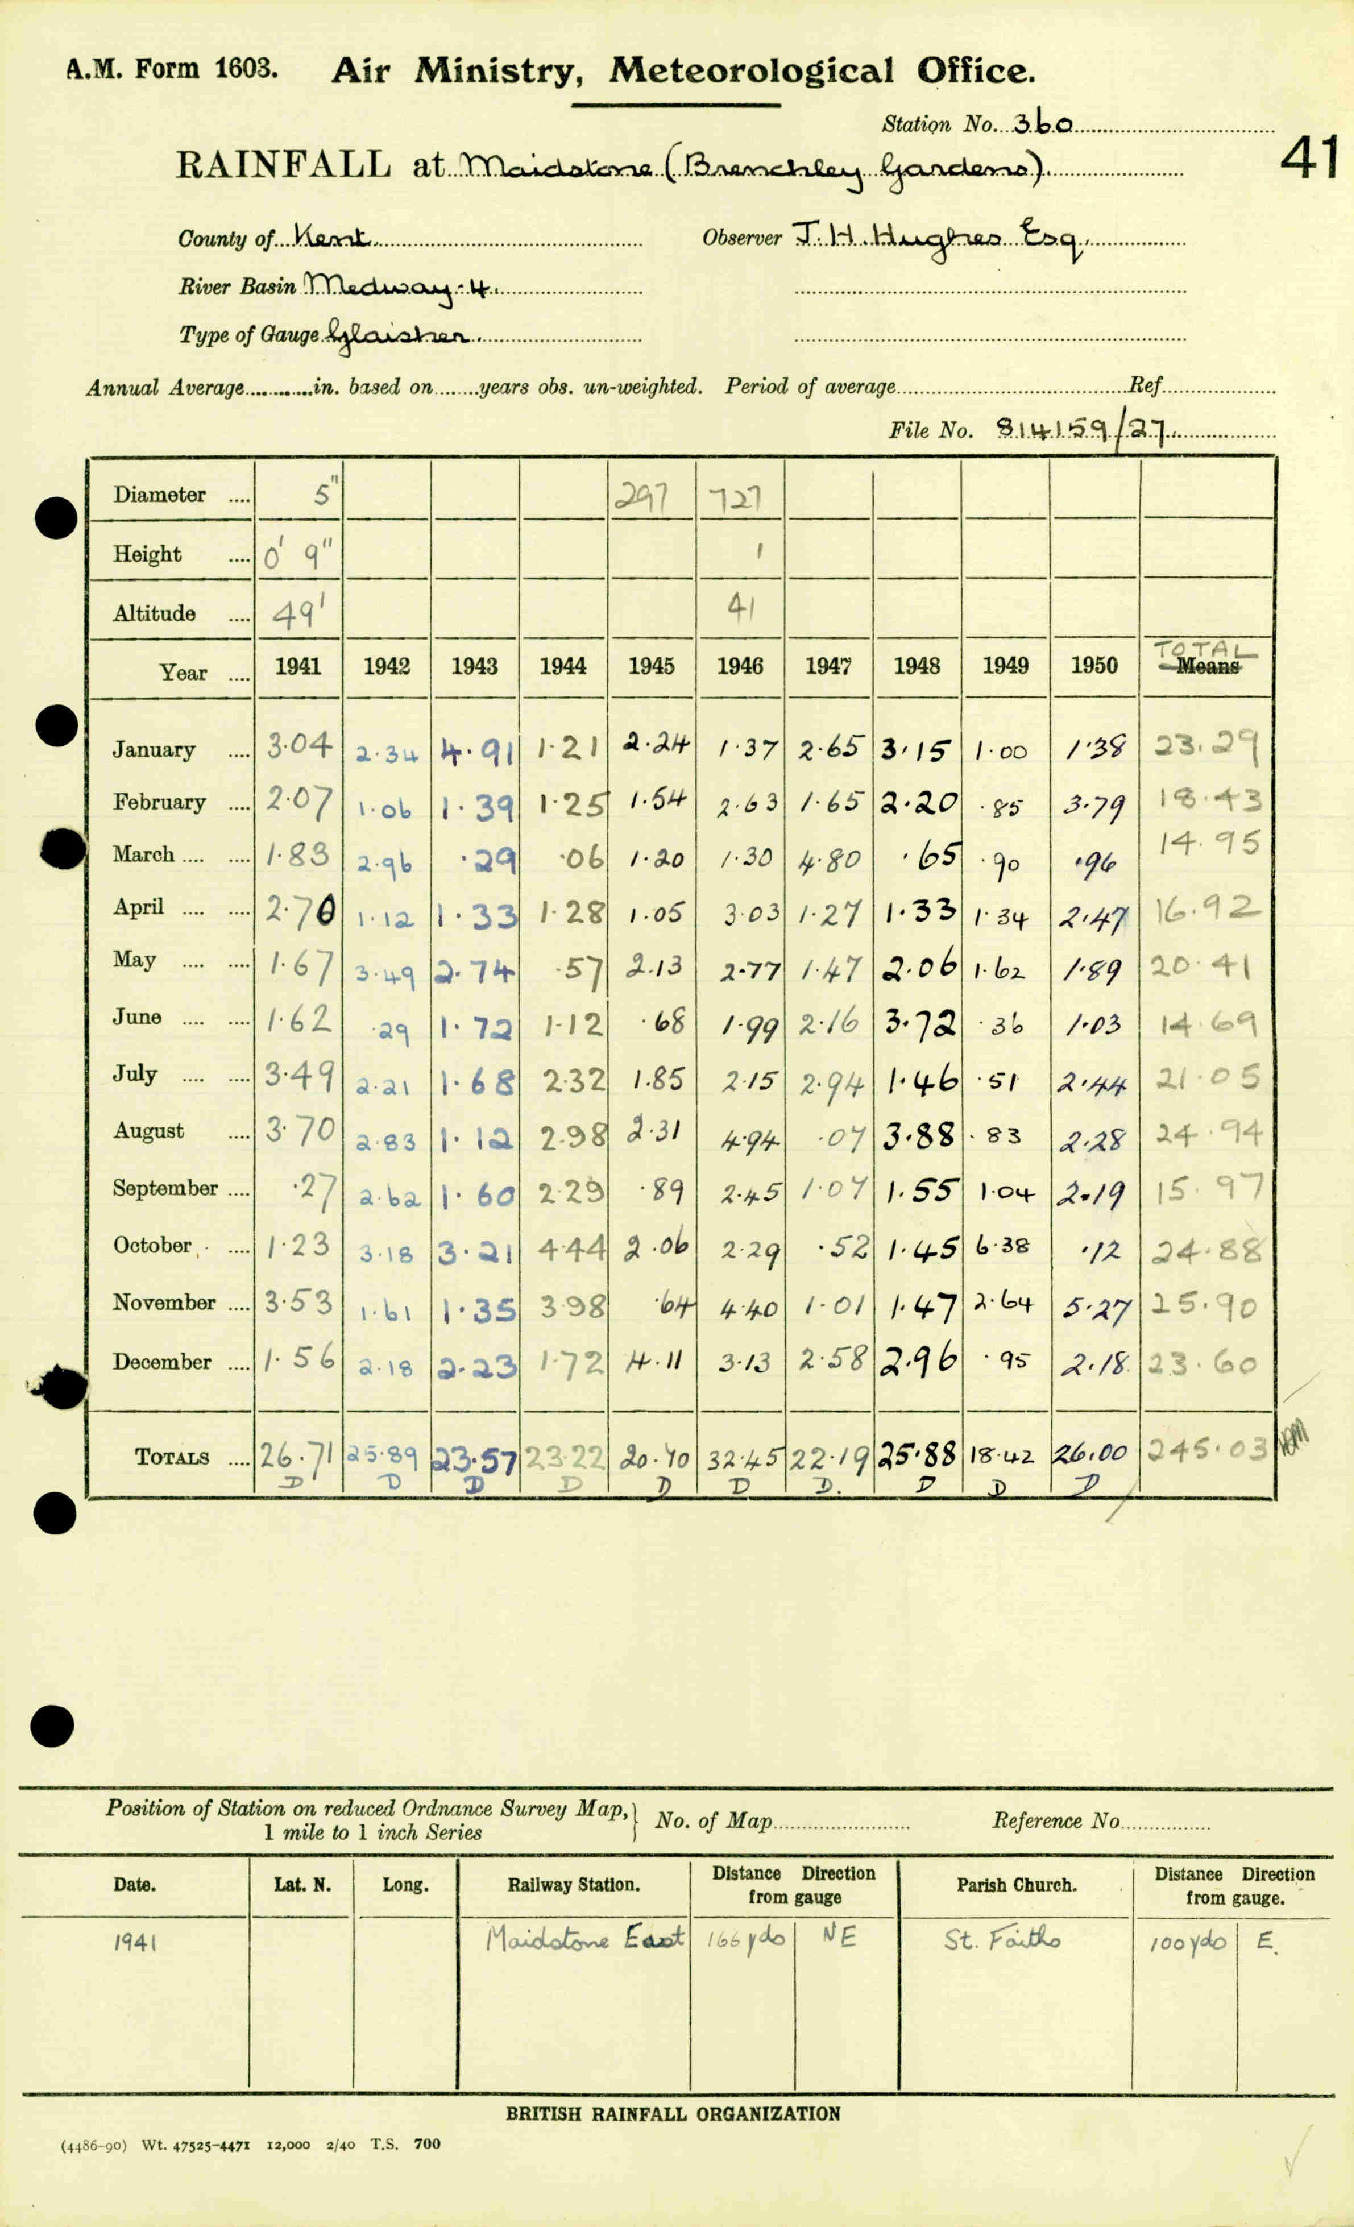 A.M. Form 1603. Air Ministry, Meteorological Office.
Station No. 360
41
RAINFALL at Maidstone (Brenchley Gardens)
County of Kent Observer J. H. Hughes Esq.
River Basin Medway - 4.
Type of Gauge Glaisher
Annual Average in. based on years obs. un-weighted. Period of average Ref.
File No. 814159/27
Diameter 5" 297 727
Height 0' 9" 1
Altitude 49' 41
TOTAL
Year 1941 1942 1943 1944 1945 1946 1947 1948 1949 1950 Means
January 3.04 2.34 4.91 1.21 2.24 1.37 2.65 3.15 1.00 1.38 23.29
February 2.07 1.06 1.39 1.25 1.54 2.63 1.65 2.20 .85 3.79 18.43
March 1.83 2.96 .29 .06 1.20 1.30 4.80 .65 .90 .96 14.95
April 2.70 1.12 1.33 1.28 1.05 3.03 1.27 1.33 1.34 2.47 16.92
May 1.67 3.49 2.74 .57 2.13 2.77 1.47 2.06 1.62 1.89 20.41
June 1.62 .29 1.72 1.12 .68 1.99 2.16 3.72 .36 1.03 14.69
July 3.49 2.21 1.68 2.32 1.85 2.15 2.94 1.46 .51 2.44 21.05
August 3.70 2.83 1.12 2.98 2.31 4.94 .07 3.88 .83 2.28 24.94
September .27 2.62 1.60 2.29 .89 2.45 1.07 1.55 1.04 2.19 15.97
October 1.23 3.18 3.21 4.44 2.06 2.29 .52 1.45 6.38 .12 24.88
November 3.53 1.61 1.35 3.98 .64 4.40 1.01 1.47 2.64 5.27 25.90
December 1.56 2.18 2.23 1.72 4.11 3.13 2.58 2.96 .95 2.18 23.60
TOTALS 26.71 25.89 23.57 23.22 20.70 32.45 22.19 25.88 18.42 26.00 245.03
D D D D D D D. D D D
Position of Station on reduced Ordnance Survey Map, } No. of Map Reference No.
1 mile to 1 inch Series
Date. Lat. N. Long. Railway Station. Distance Direction Parish Church. Distance Direction
from gauge from gauge.
1941 Maidstone East 166 yds NE St. Faiths 100 yds E.
BRITISH RAINFALL ORGANIZATION
(4486-90) Wt. 47525-4471 12,000 2/40 T.S. 700